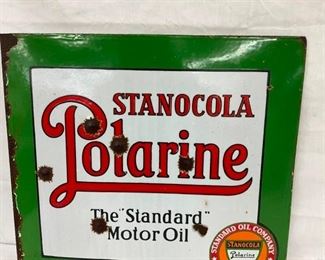 STANOCOLA
Polarine
The "Standard"
Motor Oil
STANDARD OIL COMPANY
STANOCOLA
Polarine